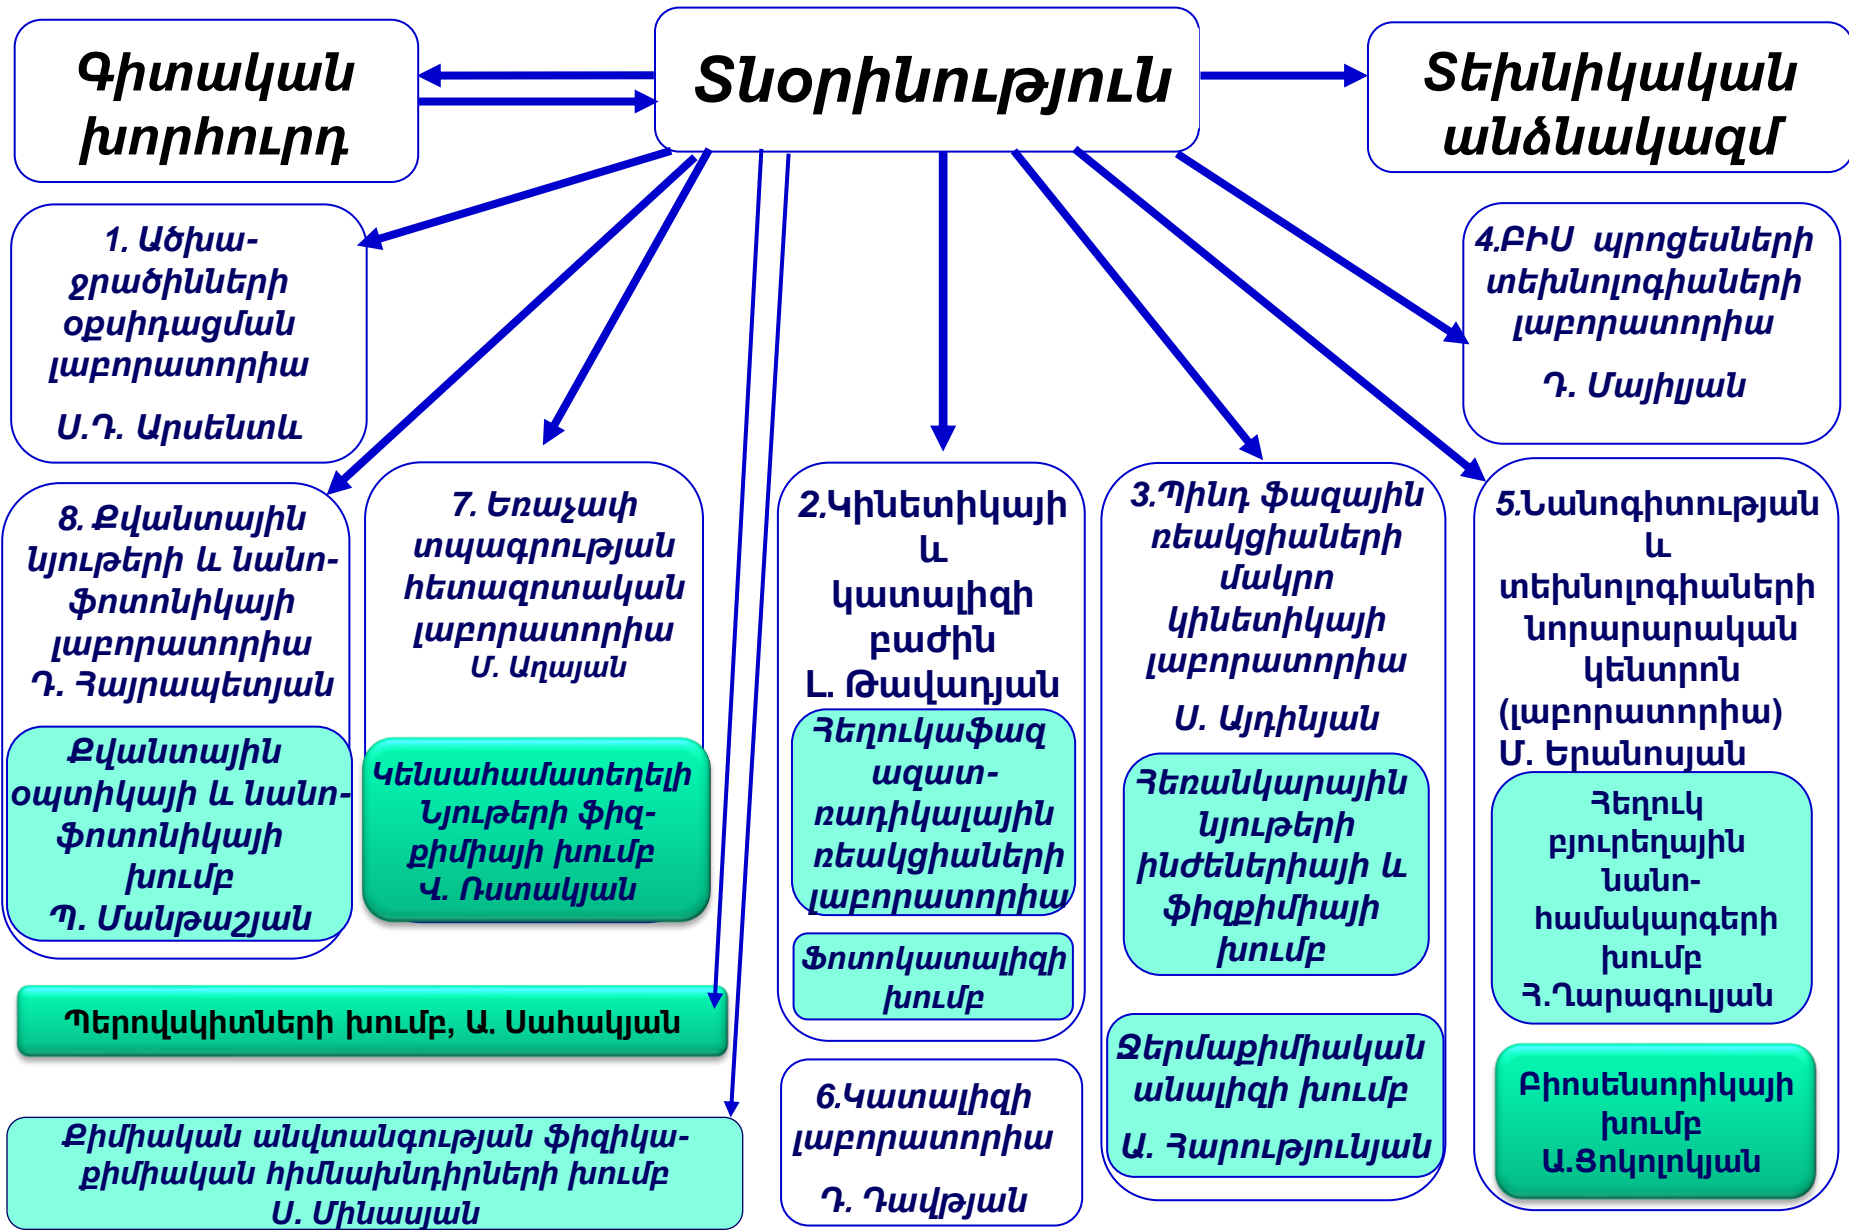 Գիտական
խորհուրդ
Տնօրինություն
Տեխնիկական
անձնակազմ
1. Ածխա-
ջրածինների
օքսիդացման
լաբորատորիա
Ս.Դ. Արսենտև
4.ԲԻՍ պրոցեսների
տեխնոլոգիաների
լաբորատորիա
Դ. Մայիլյան
8. Քվանտային
նյութերի և նանո-
ֆոտոնիկայի
լաբորատորիա
Դ. Հայրապետյան
Քվանտային
օպտիկայի և նանո-
ֆոտոնիկայի
խումբ
Պ. Մանթաշյան
7. Եռաչափ
տպագրության
հետազոտական
լաբորատորիա
Մ. Աղայան
Կենսահամատեղելի
Նյութերի ֆիզ-
քիմիայի խումբ
Վ. Ռստակյան
2.Կինետիկայի
և
կատալիզի
բաժին
Լ. Թավադյան
Հեղուկաֆազ
ազատ-
ռադիկալային
ռեակցիաների
լաբորատորիա
Ֆոտոկատալիզի
խումբ
3.Պինդ ֆազային
ռեակցիաների
մակրո
կինետիկայի
լաբորատորիա
Ս. Այդինյան
Հեռանկարային
նյութերի
ինժեներիայի և
ֆիզքիմիայի
խումբ
Ջերմաքիմիական
անալիզի խումբ
Ա. Հարությունյան
5.Նանոգիտության
և
տեխնոլոգիաների
նորարարական
կենտրոն
(լաբորատորիա)
Մ. Երանոսյան
Հեղուկ
բյուրեղային
նանո-
համակարգերի
խումբ
Հ.Ղարագուլյան
Բիոսենսորիկայի
խումբ
Ա.Ցոկոլոկյան
Պերովսկիտների խումբ, Ա. Սահակյան
Քիմիական անվտանգության ֆիզիկա-
քիմիական հիմնախնդիրների խումբ
Ս. Մինասյան
6.Կատալիզի
լաբորատորիա
Դ. Դավթյան